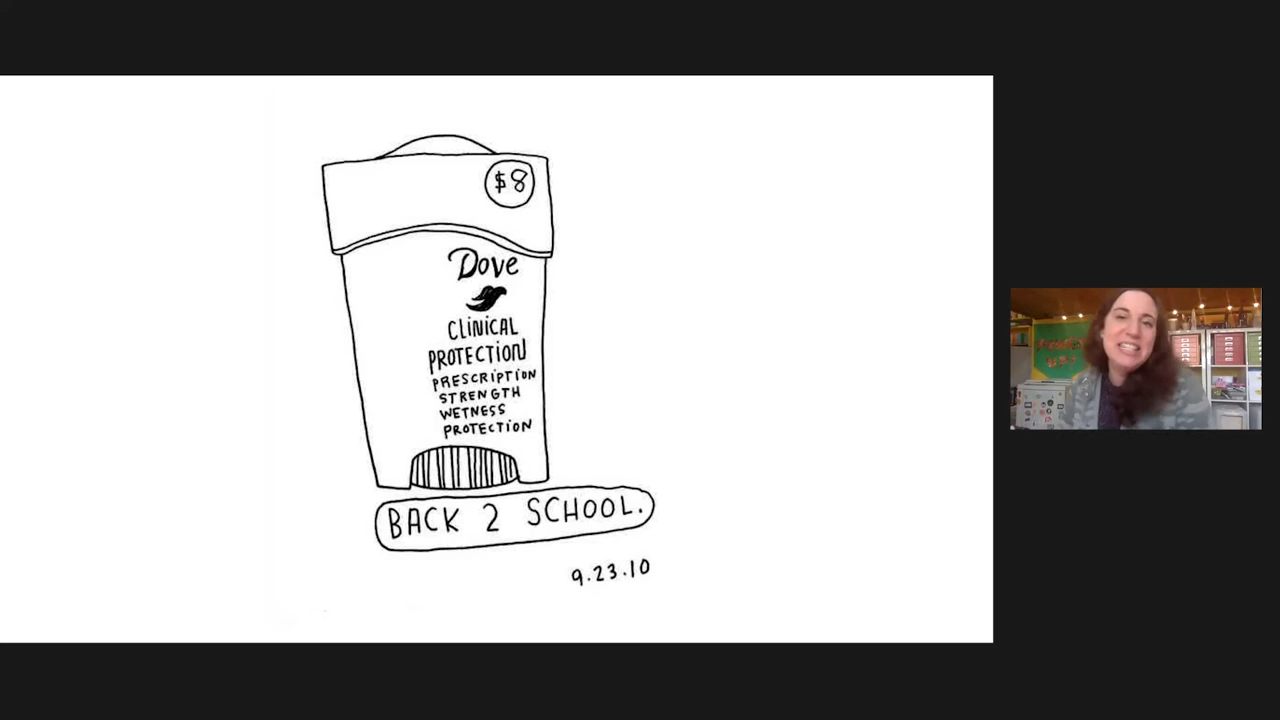 $8
Dove
CLINICAL
PROTECTION
PRESCRIPTION
STRENGTH
WETNESS
PROTECTION
BACK 2 SCHOOL.
9.23.10